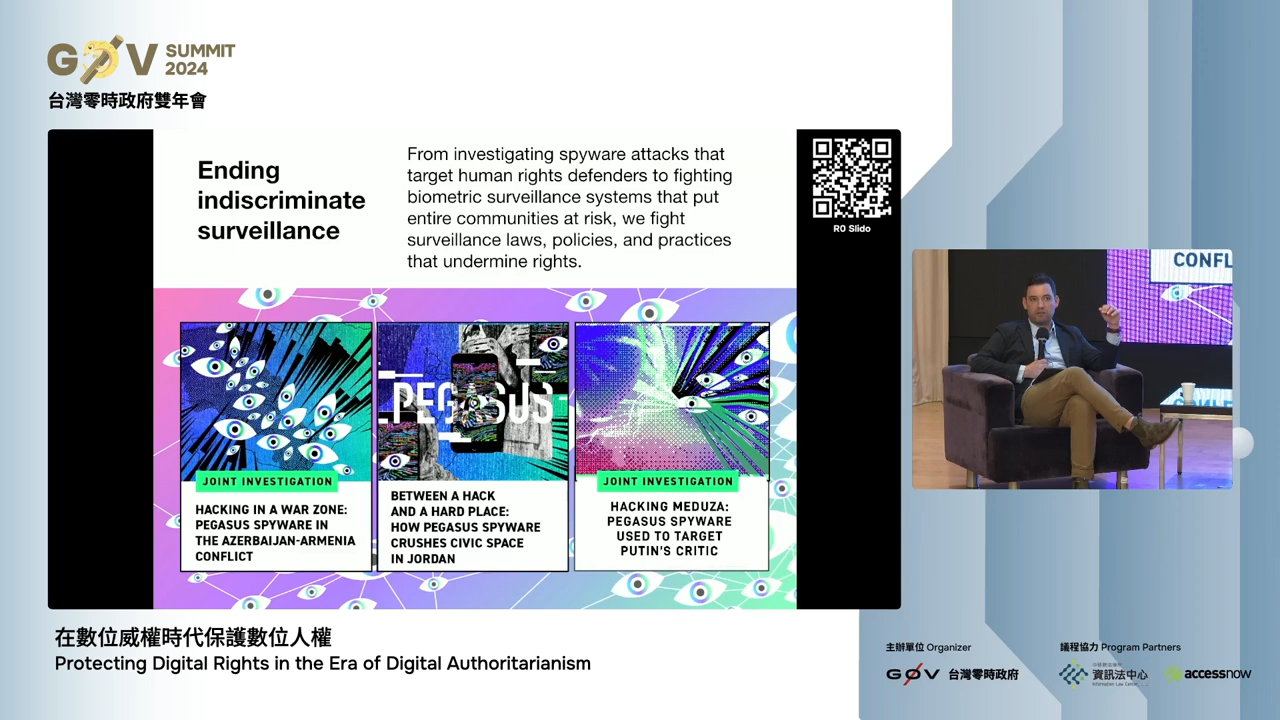 G0V SUMMIT
2024
台灣零時政府雙年會
Ending
indiscriminate
surveillance
From investigating spyware attacks that
target human rights defenders to fighting
biometric surveillance systems that put
entire communities at risk, we fight
surveillance laws, policies, and practices
that undermine rights.
R0 Slido
PEGASUS
JOINT INVESTIGATION
HACKING IN A WAR ZONE:
PEGASUS SPYWARE IN
THE AZERBAIJAN-ARMENIA
CONFLICT
BETWEEN A HACK
AND A HARD PLACE:
HOW PEGASUS SPYWARE
CRUSHES CIVIC SPACE
IN JORDAN
JOINT INVESTIGATION
HACKING MEDUZA:
PEGASUS SPYWARE
USED TO TARGET
PUTIN'S CRITIC
CONFL
在數位威權時代保護數位人權
Protecting Digital Rights in the Era of Digital Authoritarianism
主辦單位 Organizer
G0V 台灣零時政府
議程協力 Program Partners
資訊法中心
Information Law Center
accessnow